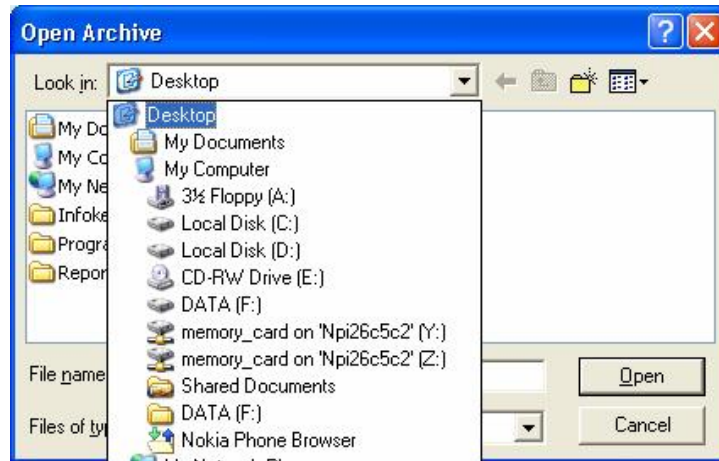 Open Archive
Look in: Desktop
Desktop
My Documents
My Computer
3½ Floppy (A:)
Local Disk (C:)
Local Disk (D:)
CD-RW Drive (E:)
DATA (F:)
memory_card on 'Npi26c5c2' (Y:)
memory_card on 'Npi26c5c2' (Z:)
Shared Documents
DATA (F:)
Nokia Phone Browser
My Do
My Co
My Ne
Infoke
Progra
Repor
File name
Open
Files of ty
Cancel